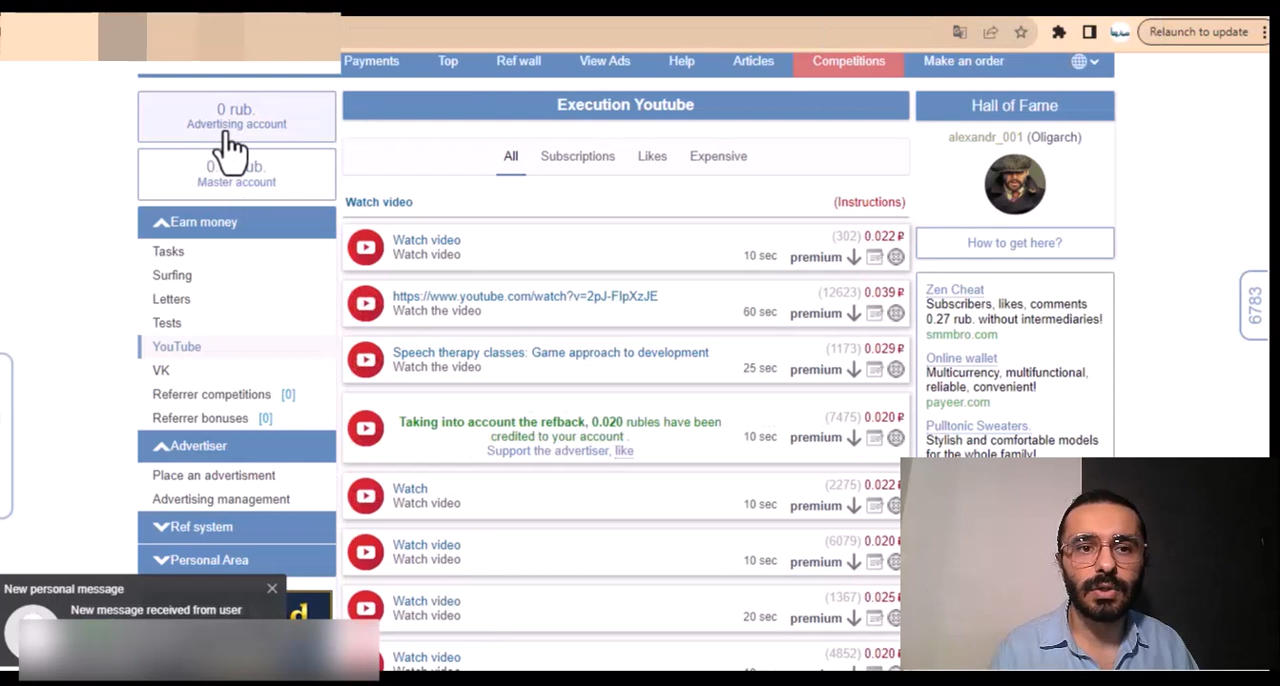 Relaunch to update
Payments Top Ref wall View Ads Help Articles Competitions Make an order
0 rub.
Advertising account
0 ub.
Master account
Earn money
Tasks
Surfing
Letters
Tests
YouTube
VK
Referrer competitions [0]
Referrer bonuses [0]
Advertiser
Place an advertisment
Advertising management
Ref system
Personal Area
New personal message
New message received from user
d
Execution Youtube
All Subscriptions Likes Expensive
Watch video (Instructions)
Watch video (302) 0.022 ₽
Watch video 10 sec premium
https://www.youtube.com/watch?v=2pJ-FIpXzJE (12623) 0.039 ₽
Watch the video 60 sec premium
Speech therapy classes: Game approach to development (1173) 0.029 ₽
Watch the video 25 sec premium
Taking into account the refback, 0.020 rubles have been (7475) 0.020 ₽
credited to your account . 10 sec premium
Support the advertiser, like
Watch (2275) 0.022
Watch video 10 sec premium
Watch video (6079) 0.020
Watch video 10 sec premium
Watch video (1367) 0.025
Watch video 20 sec premium
Watch video (4852) 0.020
Hall of Fame
alexandr_001 (Oligarch)
How to get here?
Zen Cheat
Subscribers, likes, comments
0.27 rub. without intermediaries!
smmbro.com
Online wallet
Multicurrency, multifunctional,
reliable, convenient!
payeer.com
Pulltonic Sweaters.
Stylish and comfortable models
for the whole family!
6783